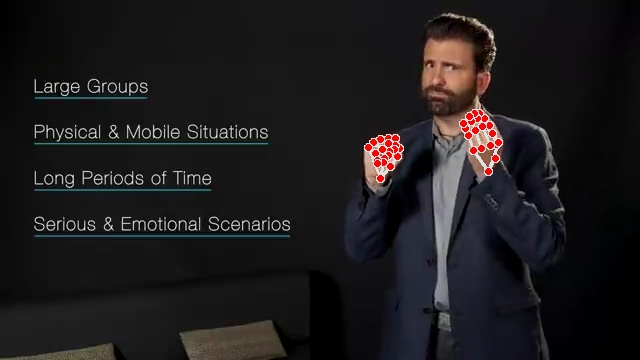 Large Groups
Physical & Mobile Situations
Long Periods of Time
Serious & Emotional Scenarios